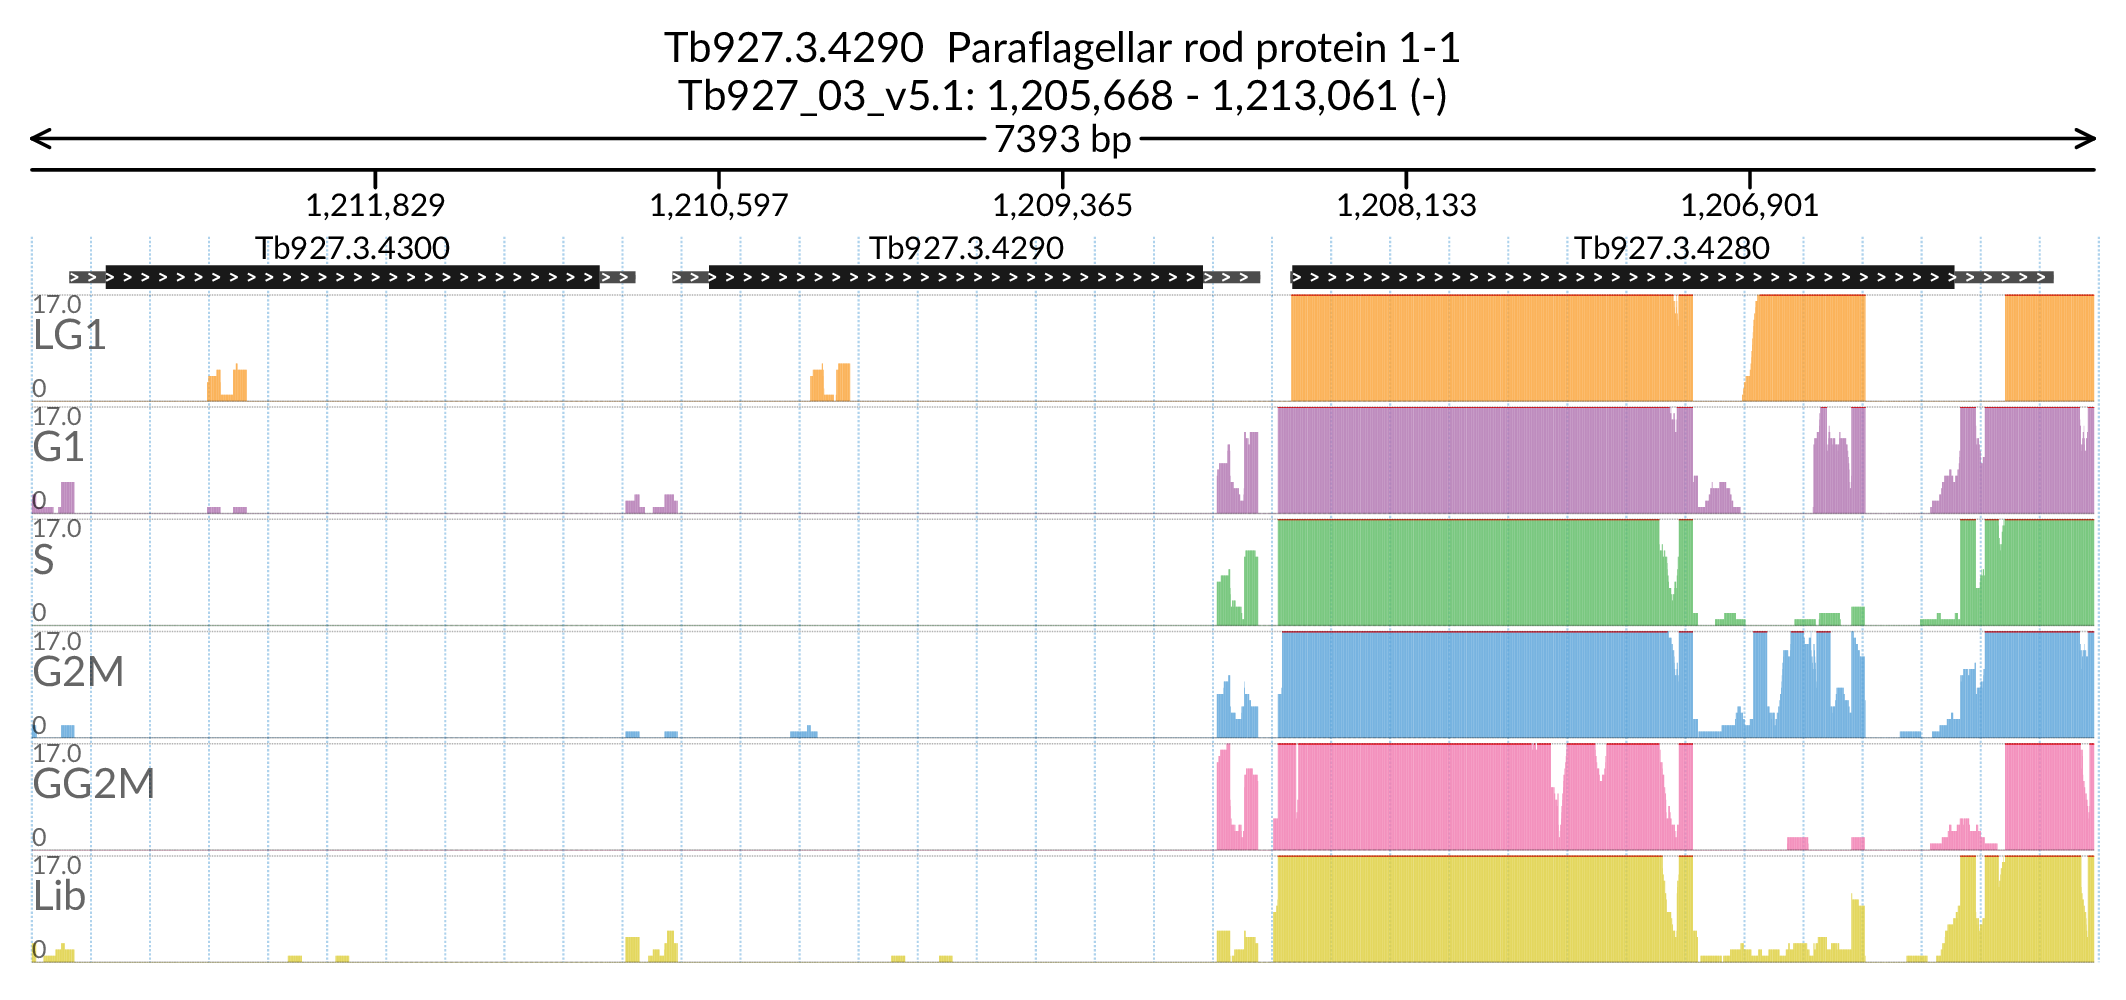 Tb927.3.4290  Paraflagellar rod protein 1-1
Tb927_03_v5.1: 1,205,668 - 1,213,061 (-)
7393 bp
1,211,829 1,210,597 1,209,365 1,208,133 1,206,901
Tb927.3.4300 Tb927.3.4290 Tb927.3.4280
17.0
LG1
0
17.0
G1
0
17.0
S
0
17.0
G2M
0
17.0
GG2M
0
17.0
Lib
0